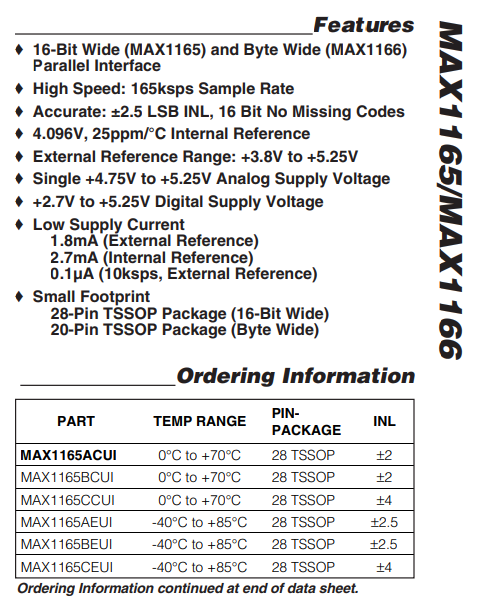 Features
♦ 16-Bit Wide (MAX1165) and Byte Wide (MAX1166)
Parallel Interface
♦ High Speed: 165ksps Sample Rate
♦ Accurate: ±2.5 LSB INL, 16 Bit No Missing Codes
♦ 4.096V, 25ppm/°C Internal Reference
♦ External Reference Range: +3.8V to +5.25V
♦ Single +4.75V to +5.25V Analog Supply Voltage
♦ +2.7V to +5.25V Digital Supply Voltage
♦ Low Supply Current
1.8mA (External Reference)
2.7mA (Internal Reference)
0.1µA (10ksps, External Reference)
♦ Small Footprint
28-Pin TSSOP Package (16-Bit Wide)
20-Pin TSSOP Package (Byte Wide)
MAX1165/MAX1166
Ordering Information
PART TEMP RANGE PIN-PACKAGE INL
MAX1165ACUI 0°C to +70°C 28 TSSOP ±2
MAX1165BCUI 0°C to +70°C 28 TSSOP ±2
MAX1165CCUI 0°C to +70°C 28 TSSOP ±4
MAX1165AEUI -40°C to +85°C 28 TSSOP ±2.5
MAX1165BEUI -40°C to +85°C 28 TSSOP ±2.5
MAX1165CEUI -40°C to +85°C 28 TSSOP ±4
Ordering Information continued at end of data sheet.